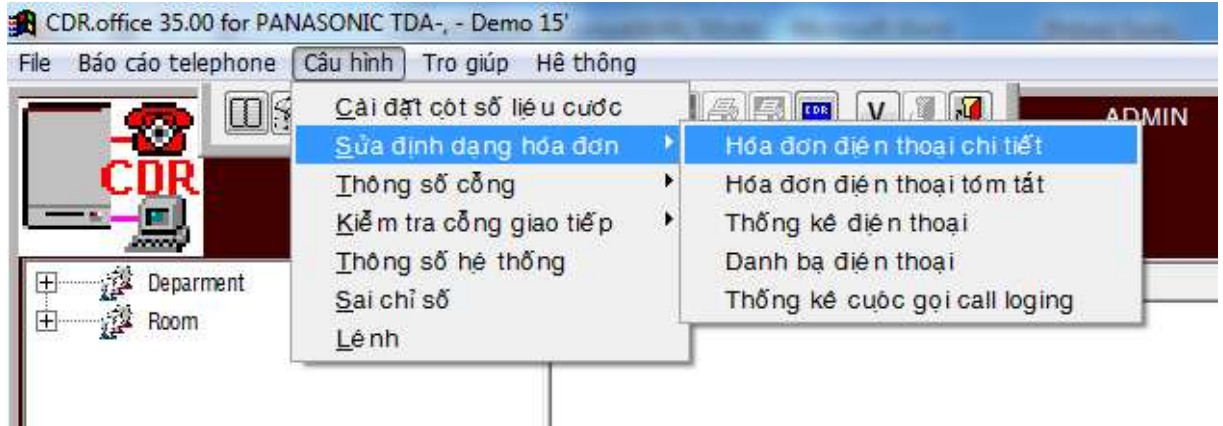 CDR.office 35.00 for PANASONIC TDA-, - Demo 15'
File Báo cáo telephone Câu hình Tro giúp Hê thông
Cài đặt cột số liệu cước
CDR V ADMIN
Sửa định dạng hóa đơn Hóa đơn điện thoại chi tiết
CDR
Thông số cổng Hóa đơn điện thoại tóm tắt
Kiểm tra cổng giao tiếp Thống kê điện thoại
Thông số hệ thống Danh bạ điện thoại
Deparment
Sai chỉ số Thống kê cuộc gọi call loging
Room
Lệnh